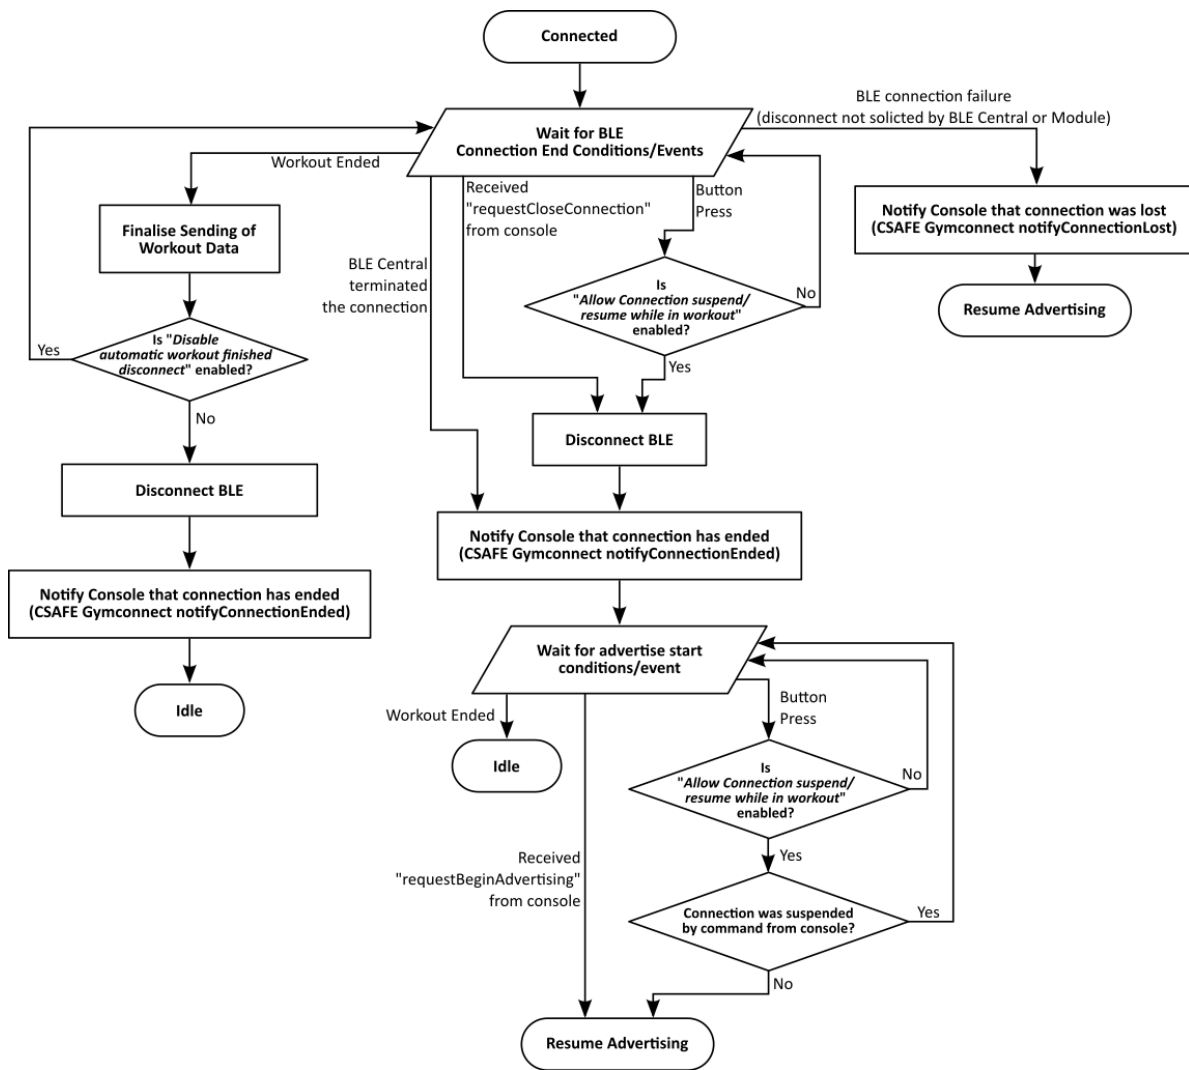 Connected
BLE connection failure
(disconnect not solicted by BLE Central or Module)
Wait for BLE
Connection End Conditions/Events
Workout Ended
Received
"requestCloseConnection"
from console
Button
Press
Notify Console that connection was lost
(CSAFE Gymconnect notifyConnectionLost)
Finalise Sending of
Workout Data
BLE Central
terminated
the connection
Is
"Allow Connection suspend/
resume while in workout"
enabled?
No
Resume Advertising
Yes
Is "Disable
automatic workout finished
disconnect" enabled?
Yes
No
Disconnect BLE
Disconnect BLE
Notify Console that connection has ended
(CSAFE Gymconnect notifyConnectionEnded)
Notify Console that connection has ended
(CSAFE Gymconnect notifyConnectionEnded)
Wait for advertise start
conditions/event
Idle
Workout Ended
Button
Press
Idle
Is
"Allow Connection suspend/
resume while in workout"
enabled?
No
Yes
Received
"requestBeginAdvertising"
from console
Connection was suspended
by command from console?
Yes
No
Resume Advertising